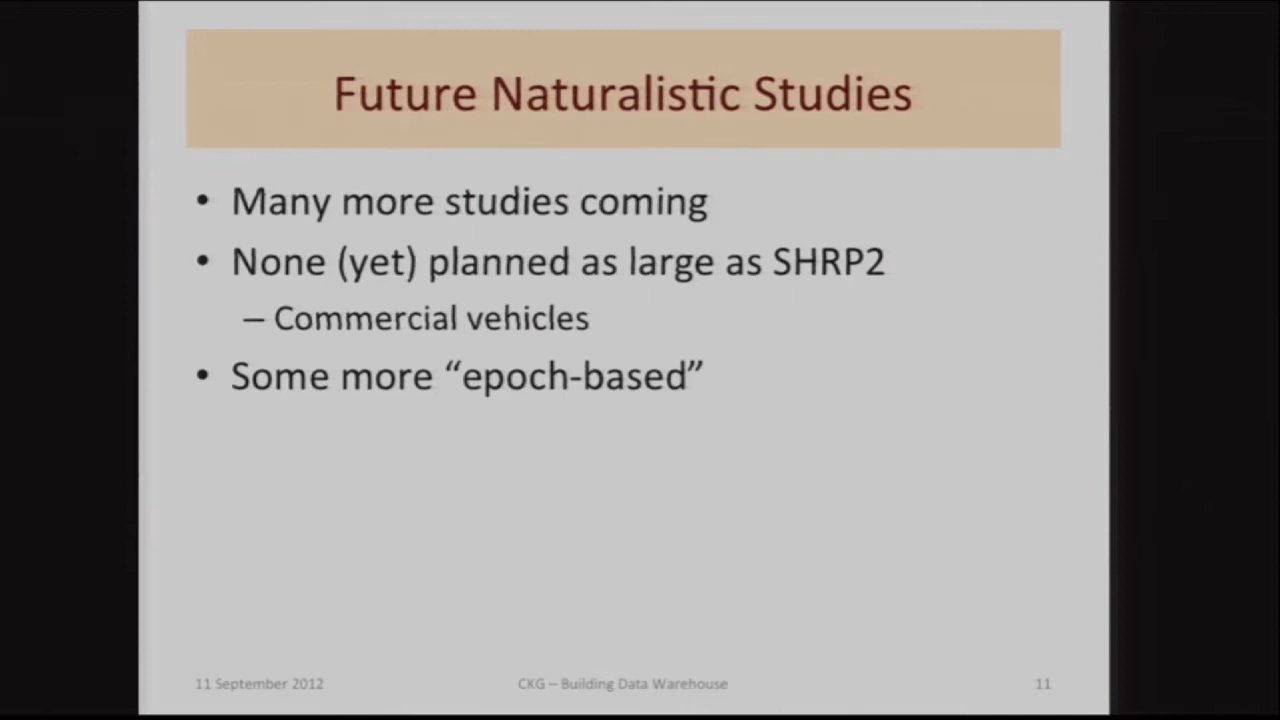 Future Naturalistic Studies
• Many more studies coming
• None (yet) planned as large as SHRP2
– Commercial vehicles
• Some more “epoch-based”
11 September 2012 CKG – Building Data Warehouse 11